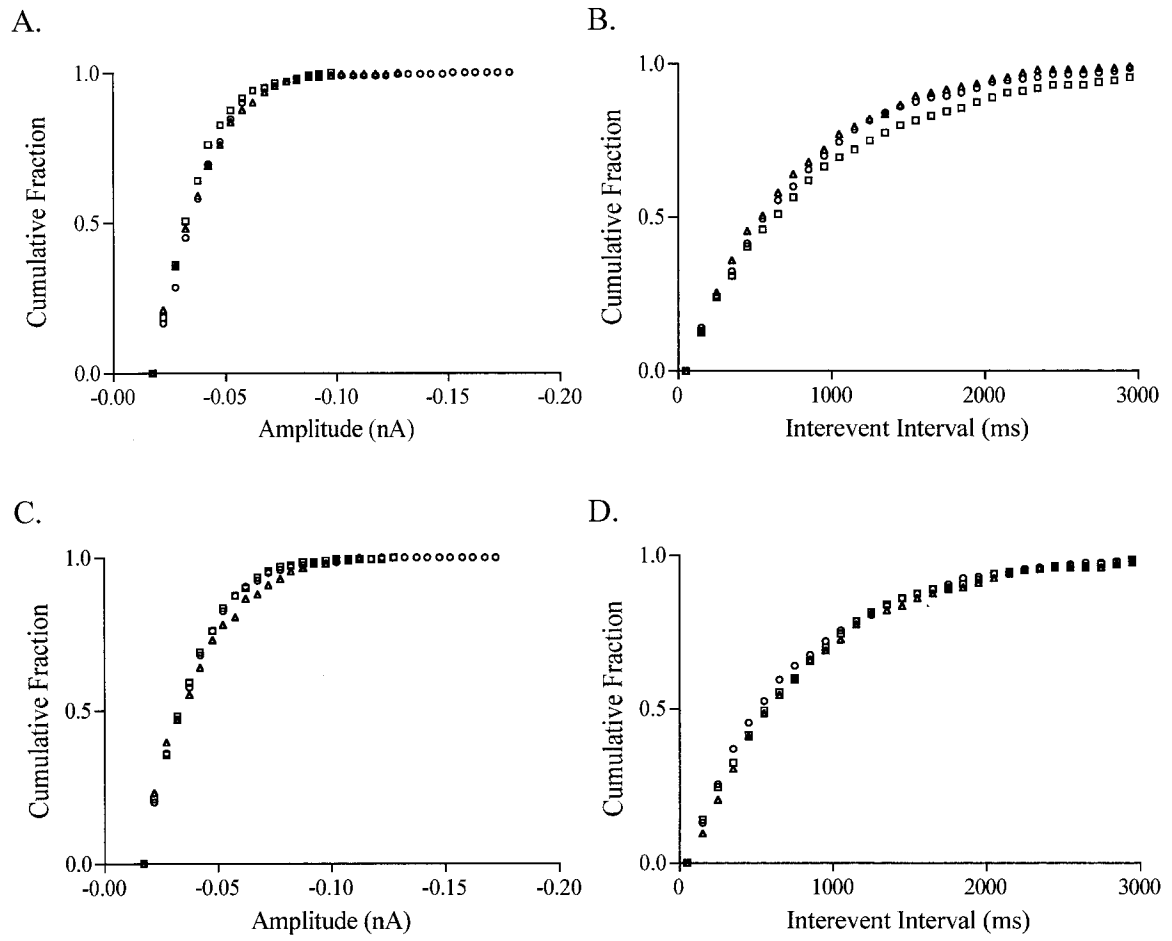 A.
B.
1.0
0.5
0.0
Cumulative Fraction
-0.00 -0.05 -0.10 -0.15 -0.20
Amplitude (nA)
1.0
0.5
0.0
Cumulative Fraction
0 1000 2000 3000
Interevent Interval (ms)
C.
D.
1.0
0.5
0.0
Cumulative Fraction
-0.00 -0.05 -0.10 -0.15 -0.20
Amplitude (nA)
1.0
0.5
0.0
Cumulative Fraction
0 1000 2000 3000
Interevent Interval (ms)